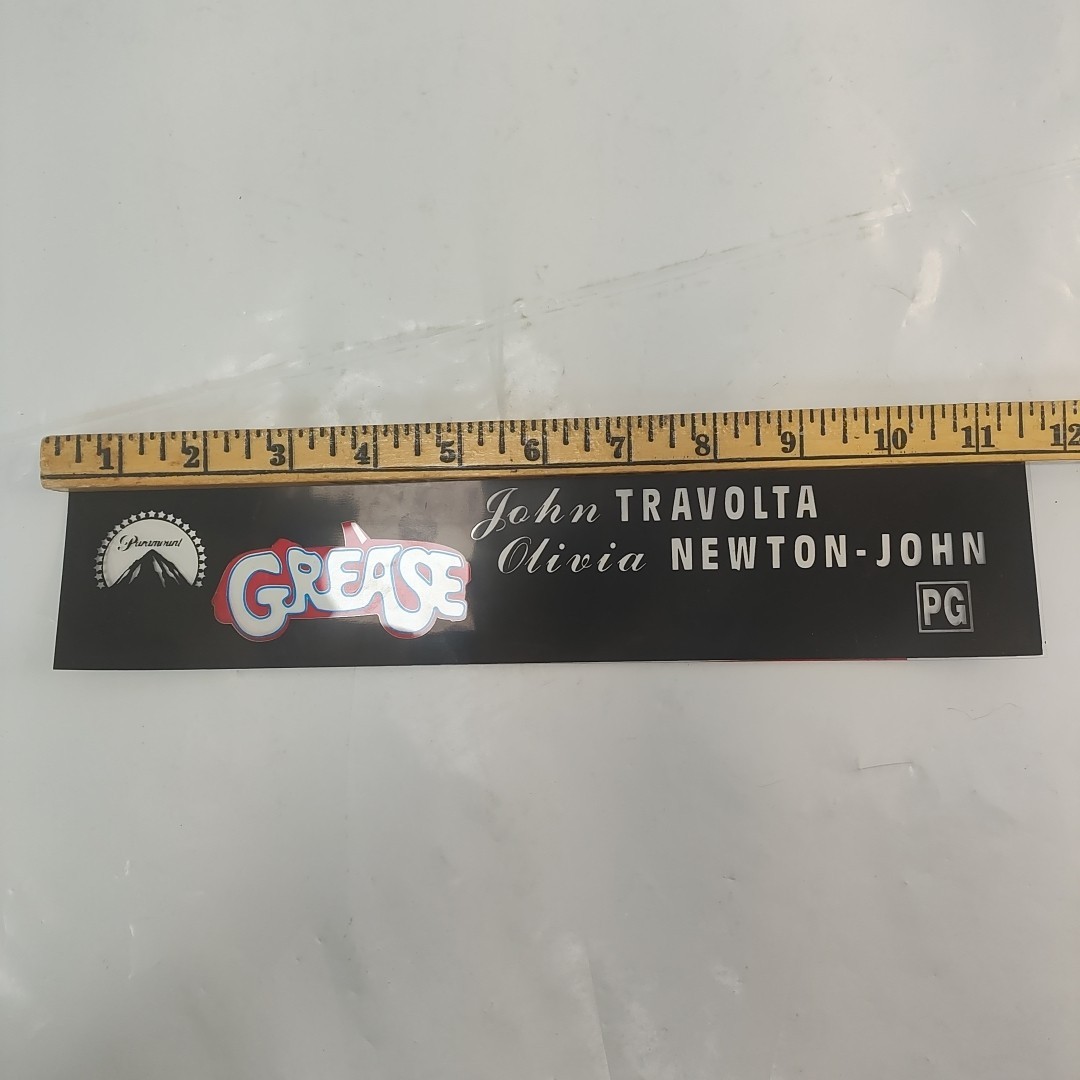 1 2 3 4 5 6 7 8 9 10 11 12
Paramount
GREASE
John TRAVOLTA
Olivia NEWTON-JOHN
PG